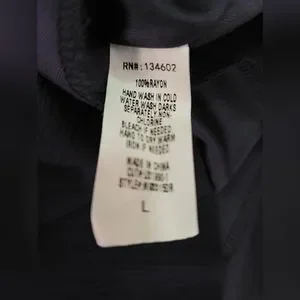 RN#: 134602
100% RAYON
HAND WASH IN COLD
WATER WASH DARKS
SEPARATELY NON-
CHLORINE
BLEACH IF NEEDED.
HANG TO DRY WARM
IRON IF NEEDED
MADE IN CHINA
L